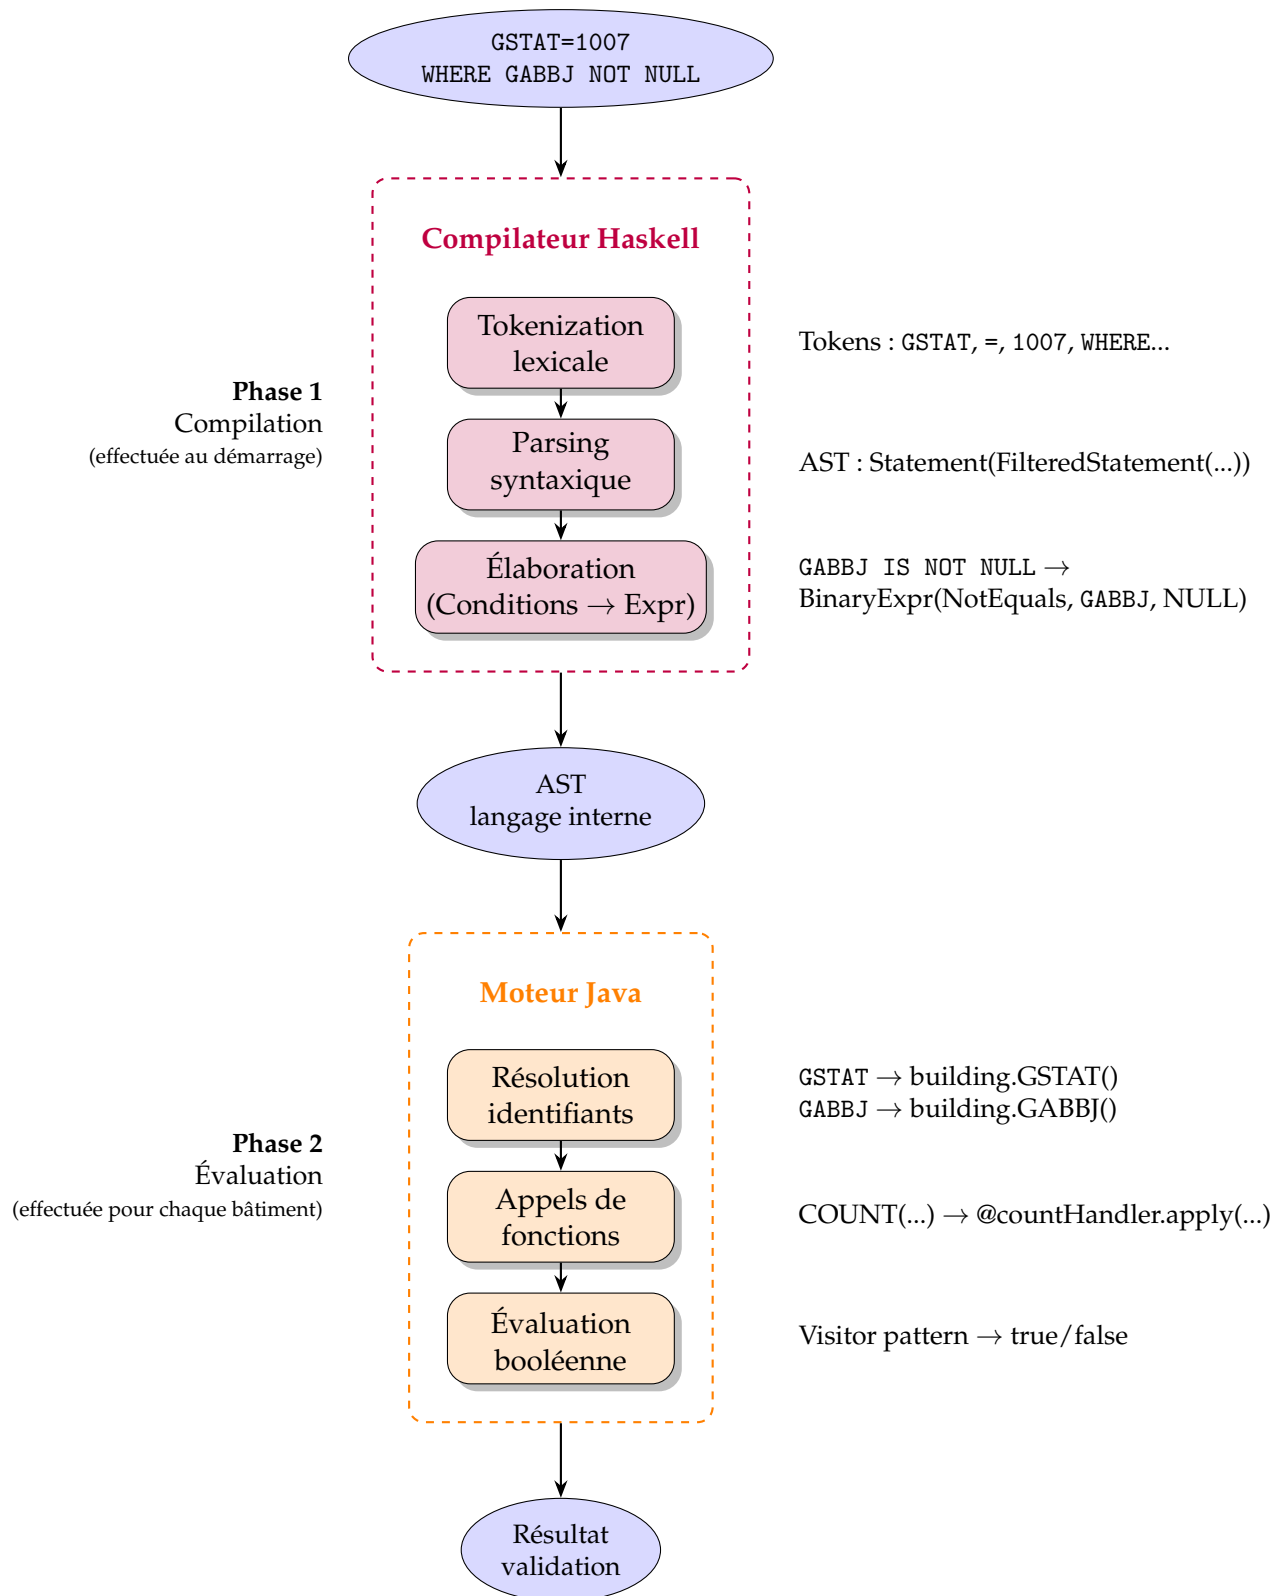 GSTAT=1007
WHERE GABBJ NOT NULL
Compilateur Haskell
Phase 1
Compilation
(effectuée au démarrage)
Tokenization
lexicale
Tokens : GSTAT, =, 1007, WHERE...
Parsing
syntaxique
AST : Statement(FilteredStatement(...))
Élaboration
(Conditions → Expr)
GABBJ IS NOT NULL →
BinaryExpr(NotEquals, GABBJ, NULL)
AST
langage interne
Moteur Java
Phase 2
Évaluation
(effectuée pour chaque bâtiment)
Résolution
identifiants
GSTAT → building.GSTAT()
GABBJ → building.GABBJ()
Appels de
fonctions
COUNT(...) → @countHandler.apply(...)
Évaluation
booléenne
Visitor pattern → true/false
Résultat
validation